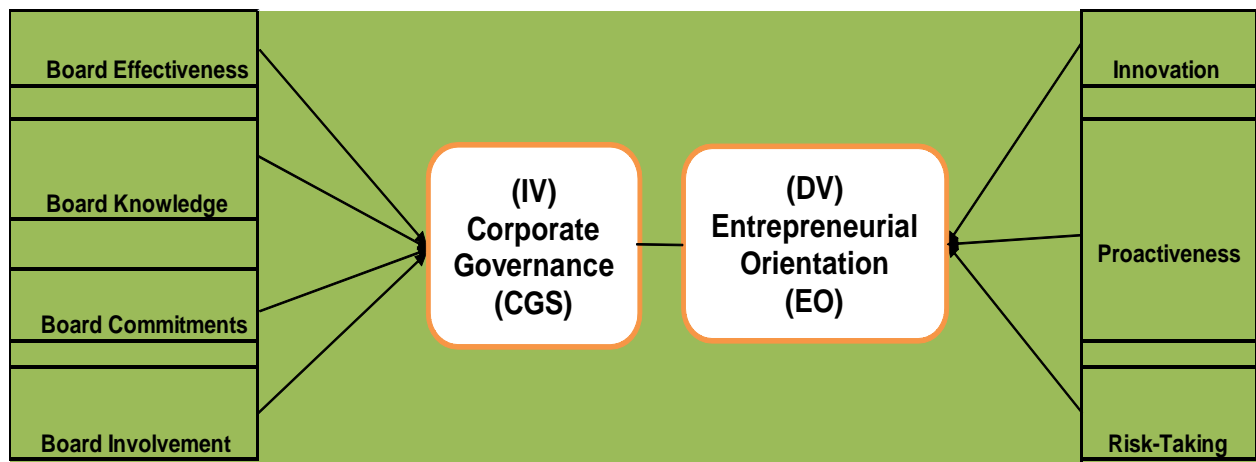 Board Effectiveness
Board Knowledge
Board Commitments
Board Involvement
(IV)
Corporate
Governance
(CGS)
(DV)
Entrepreneurial
Orientation
(EO)
Innovation
Proactiveness
Risk-Taking